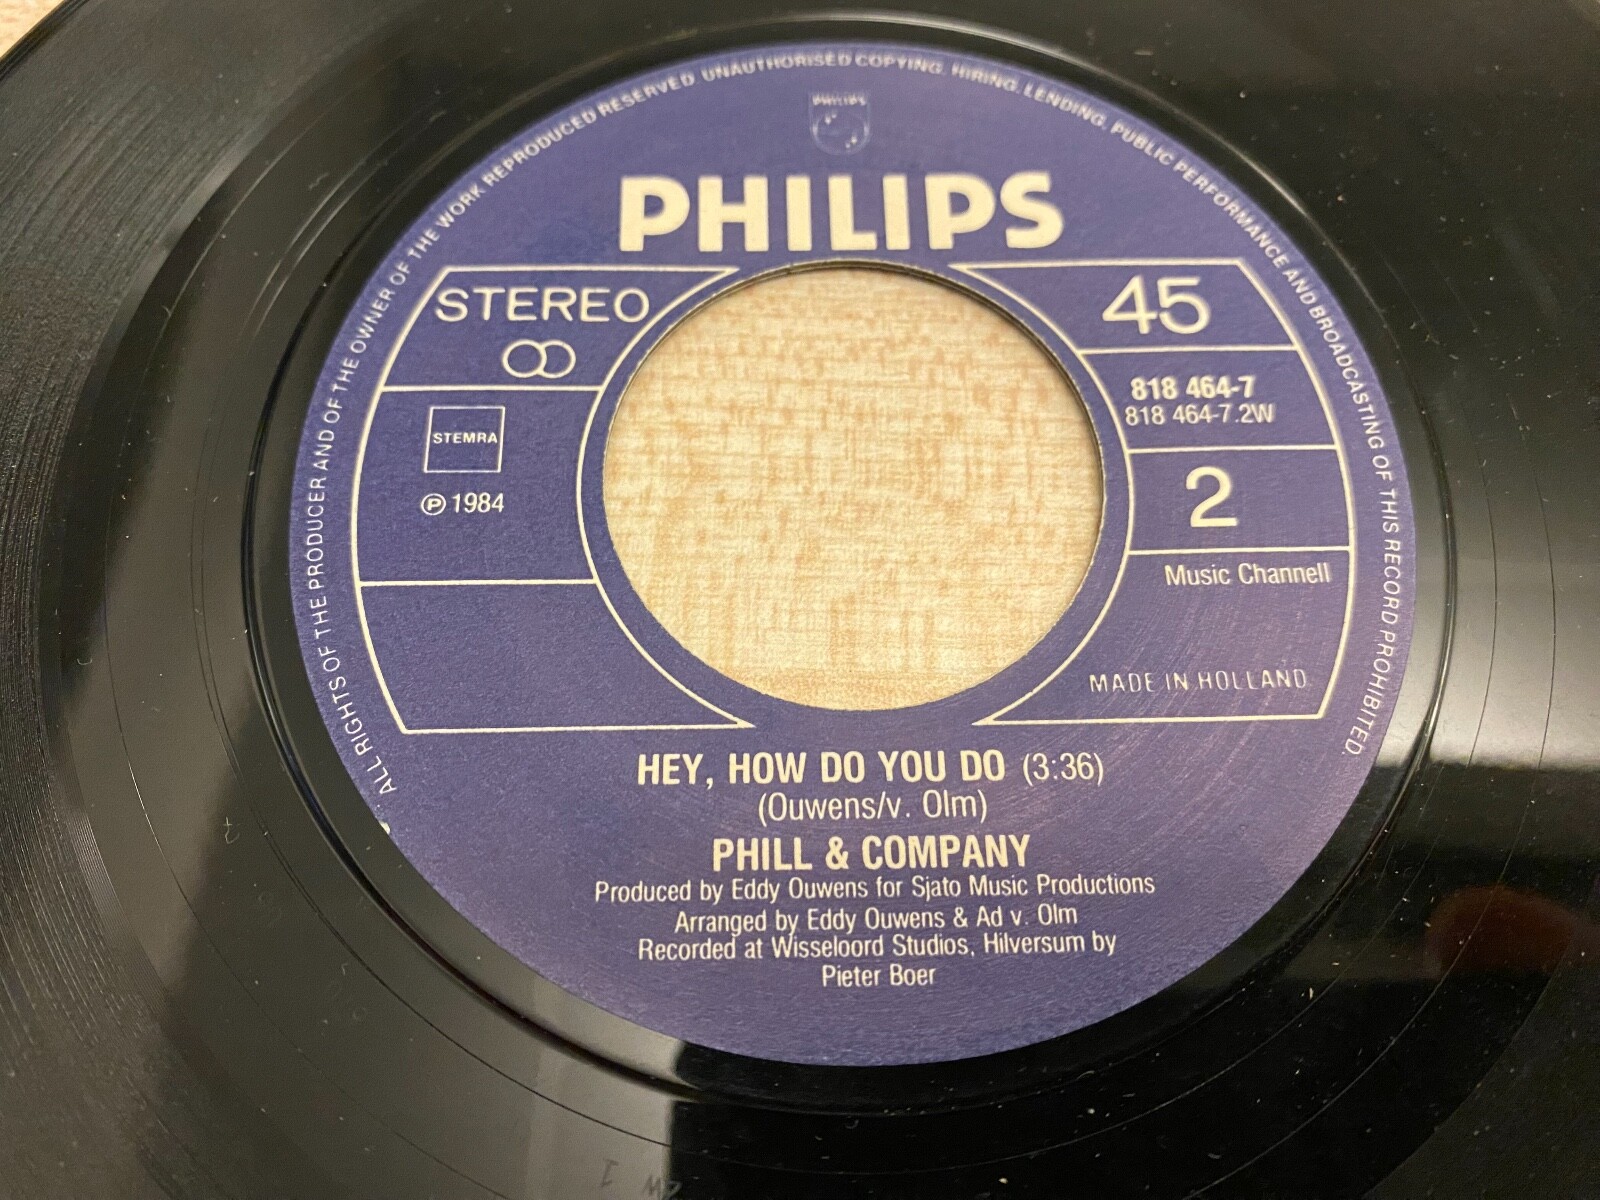 ALL RIGHTS OF THE PRODUCER AND OF THE OWNER OF THE WORK REPRODUCED RESERVED. UNAUTHORISED COPYING. HIRING. LENDING. PUBLIC PERFORMANCE AND BROADCASTING OF THIS RECORD PROHIBITED.
PHILIPS
PHILIPS
STEREO
STEMRA
Ⓟ 1984
45
818 464-7
818 464-7.2W
2
Music Channell
MADE IN HOLLAND
HEY, HOW DO YOU DO (3:36)
(Ouwens/v. Olm)
PHILL & COMPANY
Produced by Eddy Ouwens for Sjato Music Productions
Arranged by Eddy Ouwens & Ad v. Olm
Recorded at Wisseloord Studios, Hilversum by
Pieter Boer